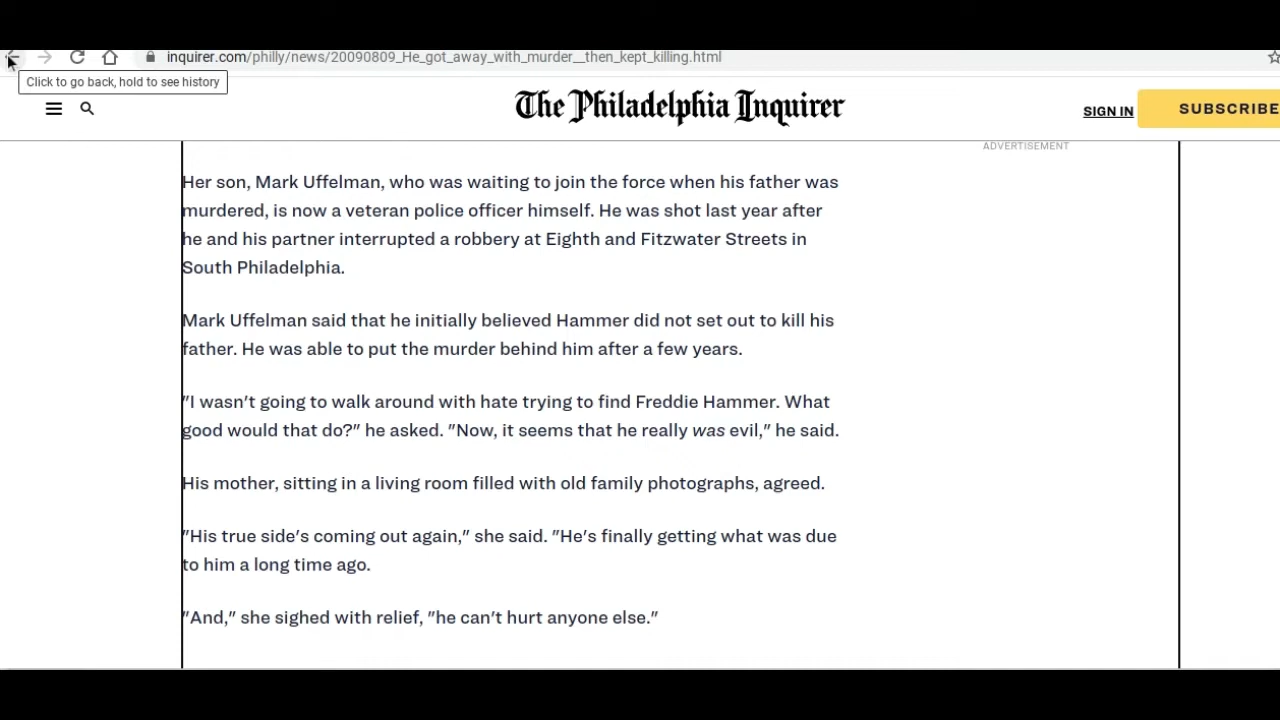 inquirer.com/philly/news/20090809_He_got_away_with_murder__then_kept_killing.html
Click to go back, hold to see history
The Philadelphia Inquirer
SIGN IN
SUBSCRIBE
ADVERTISEMENT
Her son, Mark Uffelman, who was waiting to join the force when his father was
murdered, is now a veteran police officer himself. He was shot last year after
he and his partner interrupted a robbery at Eighth and Fitzwater Streets in
South Philadelphia.
Mark Uffelman said that he initially believed Hammer did not set out to kill his
father. He was able to put the murder behind him after a few years.
"I wasn't going to walk around with hate trying to find Freddie Hammer. What
good would that do?" he asked. "Now, it seems that he really was evil," he said.
His mother, sitting in a living room filled with old family photographs, agreed.
"His true side's coming out again," she said. "He's finally getting what was due
to him a long time ago.
"And," she sighed with relief, "he can't hurt anyone else."